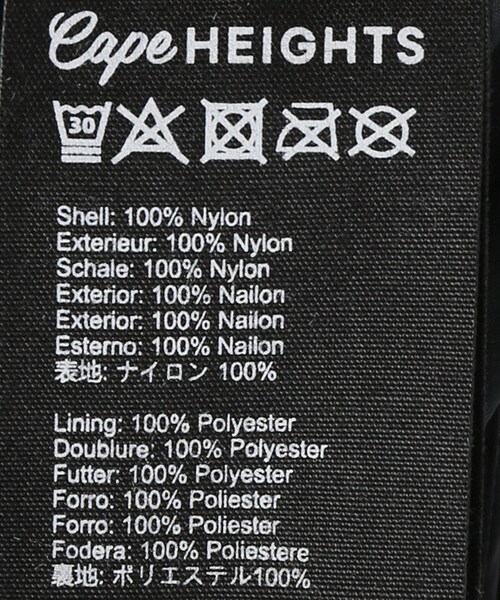 Cape HEIGHTS
30
Shell: 100% Nylon
Exterieur: 100% Nylon
Schale: 100% Nylon
Exterior: 100% Nailon
Exterior: 100% Nailon
Esterno: 100% Nailon
表地: ナイロン 100%
Lining: 100% Polyester
Doublure: 100% Polyester
Futter: 100% Polyester
Forro: 100% Poliester
Forro: 100% Poliester
Fodera: 100% Poliestere
裏地: ポリエステル100%